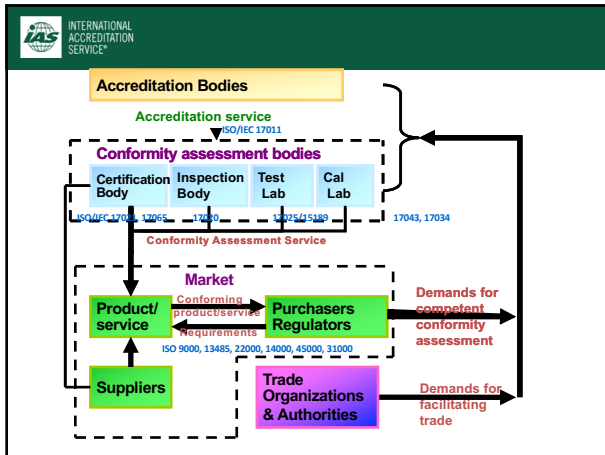 INTERNATIONAL
ACCREDITATION
SERVICE®
IAS
Accreditation Bodies
Accreditation service
ISO/IEC 17011
Conformity assessment bodies
Certification
Body
Inspection
Body
Test
Lab
Cal
Lab
ISO/IEC 17021, 17065
17020
17025/15189
17043, 17034
Conformity Assessment Service
Market
Product/
service
Conforming
product/service
Requirements
Purchasers
Regulators
Demands for
competent
conformity
assessment
ISO 9000, 13485, 22000, 14000, 45000, 31000
Suppliers
Trade
Organizations
& Authorities
Demands for
facilitating
trade